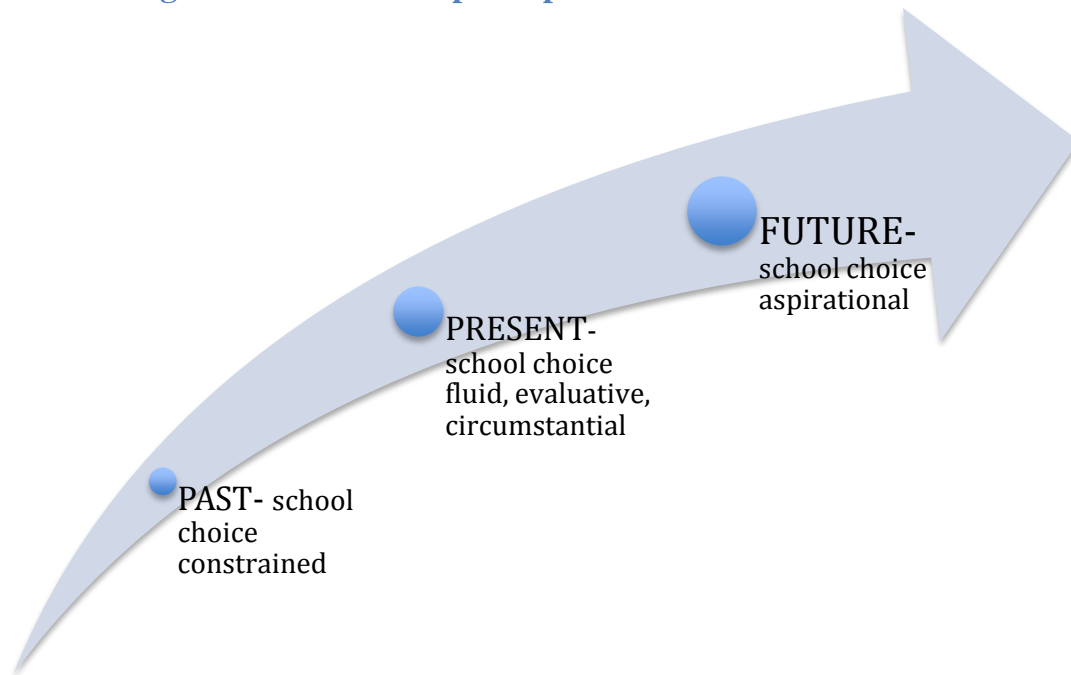 FUTURE-
school choice
aspirational
PRESENT-
school choice
fluid, evaluative,
circumstantial
PAST- school
choice
constrained